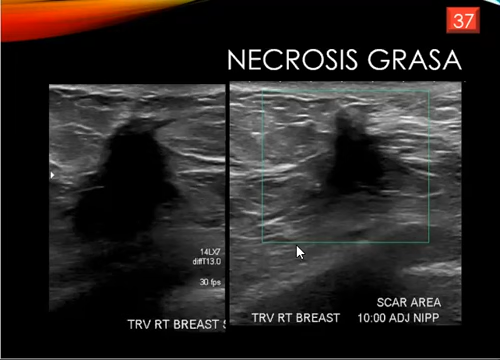 37
NECROSIS GRASA
14LX7
diffT13.0
30 fps
TRV RT BREAST S
SCAR AREA
TRV RT BREAST 10:00 ADJ NIPP